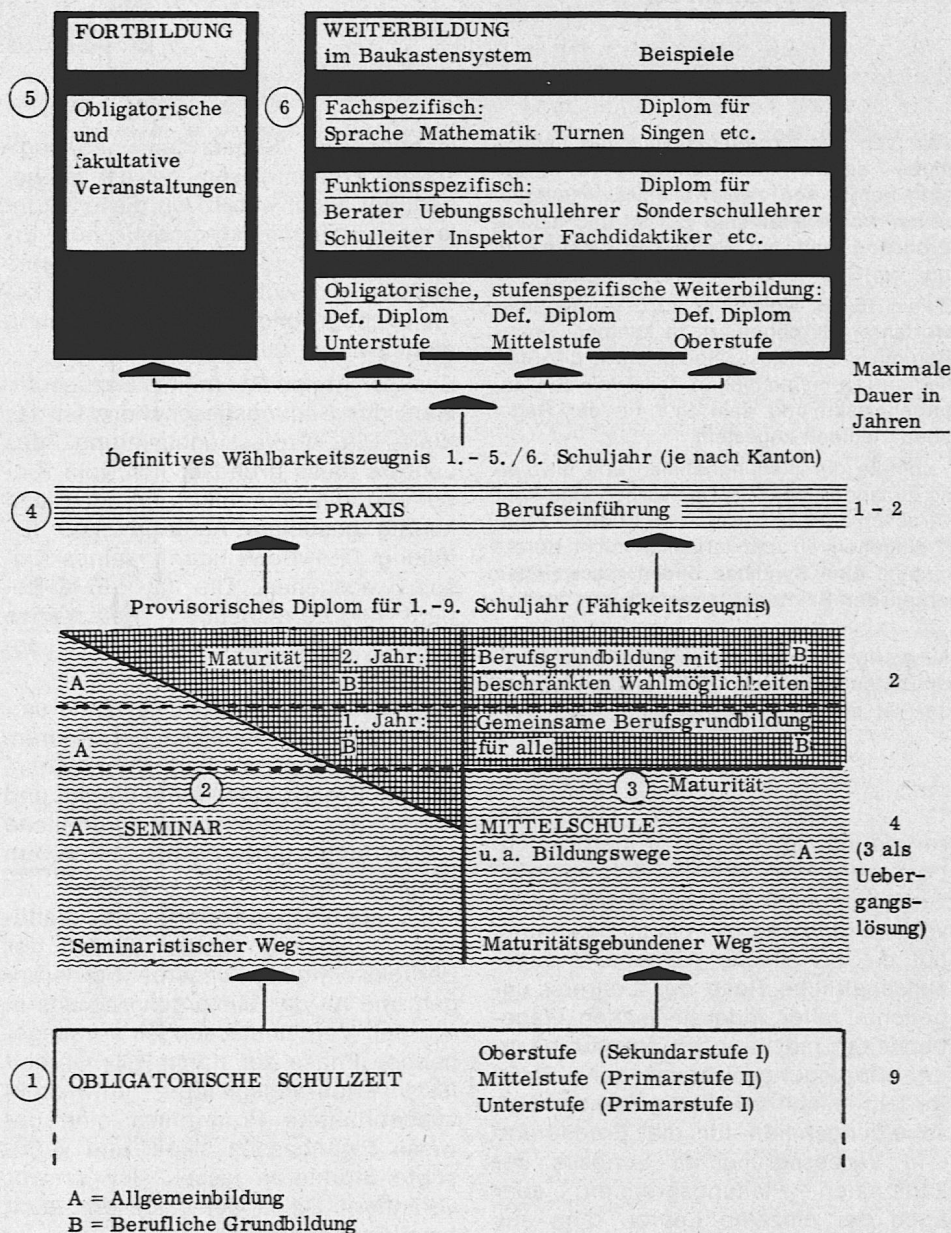 FORTBILDUNG
5
Obligatorische
und
fakultative
Veranstaltungen
WEITERBILDUNG
im Baukastensystem Beispiele
6
Fachspezifisch: Diplom für
Sprache Mathematik Turnen Singen etc.
Funktionsspezifisch: Diplom für
Berater Uebungsschullehrer Sonderschullehrer
Schulleiter Inspektor Fachdidaktiker etc.
Obligatorische, stufenspezifische Weiterbildung:
Def. Diplom Def. Diplom Def. Diplom
Unterstufe Mittelstufe Oberstufe
Maximale
Dauer in
Jahren
Definitives Wählbarkeitszeugnis 1. - 5./6. Schuljahr (je nach Kanton)
4 PRAXIS Berufseinführung 1 - 2
Provisorisches Diplom für 1.-9. Schuljahr (Fähigkeitszeugnis)
Maturität 2. Jahr: Berufsgrundbildung mit B
A B beschränkten Wahlmöglichkeiten 2
1. Jahr: Gemeinsame Berufsgrundbildung
A B für alle B
2 3 Maturität
A SEMINAR MITTELSCHULE 4
u. a. Bildungswege A (3 als
Ueber-
gangs-
lösung)
Seminaristischer Weg Maturitätsgebundener Weg
Oberstufe (Sekundarstufe I)
1 OBLIGATORISCHE SCHULZEIT Mittelstufe (Primarstufe II) 9
Unterstufe (Primarstufe I)
A = Allgemeinbildung
B = Berufliche Grundbildung